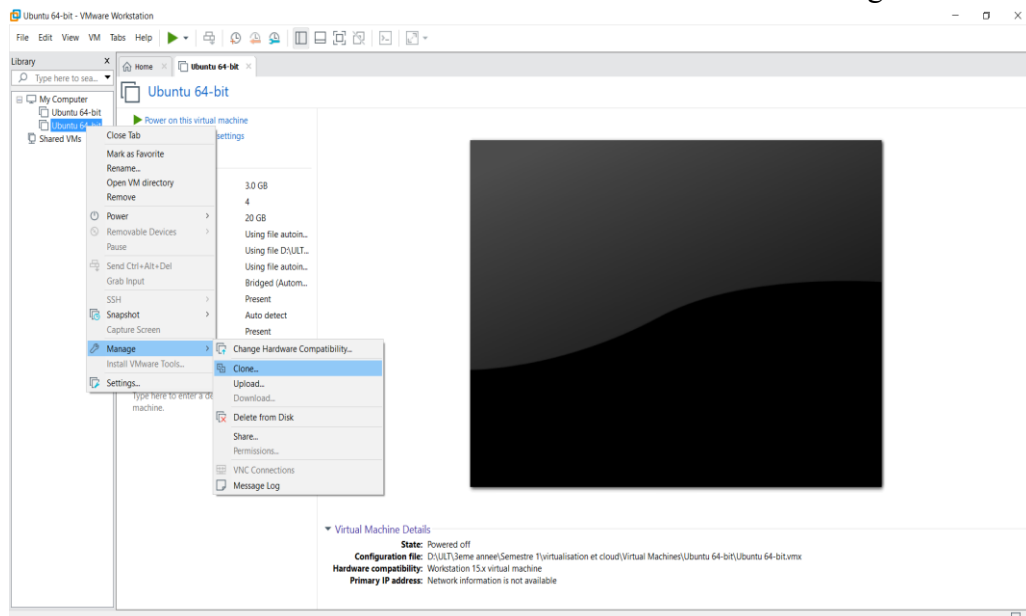 Ubuntu 64-bit - VMware Workstation
File Edit View VM Tabs Help
Library X
Type here to sea...
Home
Ubuntu 64-bit
My Computer
Ubuntu 64-bit
Ubuntu 64-bit
Shared VMs
Ubuntu 64-bit
Power on this virtual machine
settings
3.0 GB
4
20 GB
Using file autoin...
Using file D:\ULT...
Using file autoin...
Bridged (Autom...
Present
Auto detect
Present
Close Tab
Mark as Favorite
Rename...
Open VM directory
Remove
Power
Removable Devices
Pause
Send Ctrl+Alt+Del
Grab Input
SSH
Snapshot
Capture Screen
Manage
Install VMware Tools...
Settings...
Change Hardware Compatibility...
Clone...
Upload...
Download...
Delete from Disk
Share...
Permissions...
VNC Connections
Message Log
Type here to enter a de
machine.
Virtual Machine Details
State: Powered off
Configuration file: D:\ULT\3eme annee\Semestre 1\virtualisation et cloud\Virtual Machines\Ubuntu 64-bit\Ubuntu 64-bit.vmx
Hardware compatibility: Workstation 15.x virtual machine
Primary IP address: Network information is not available